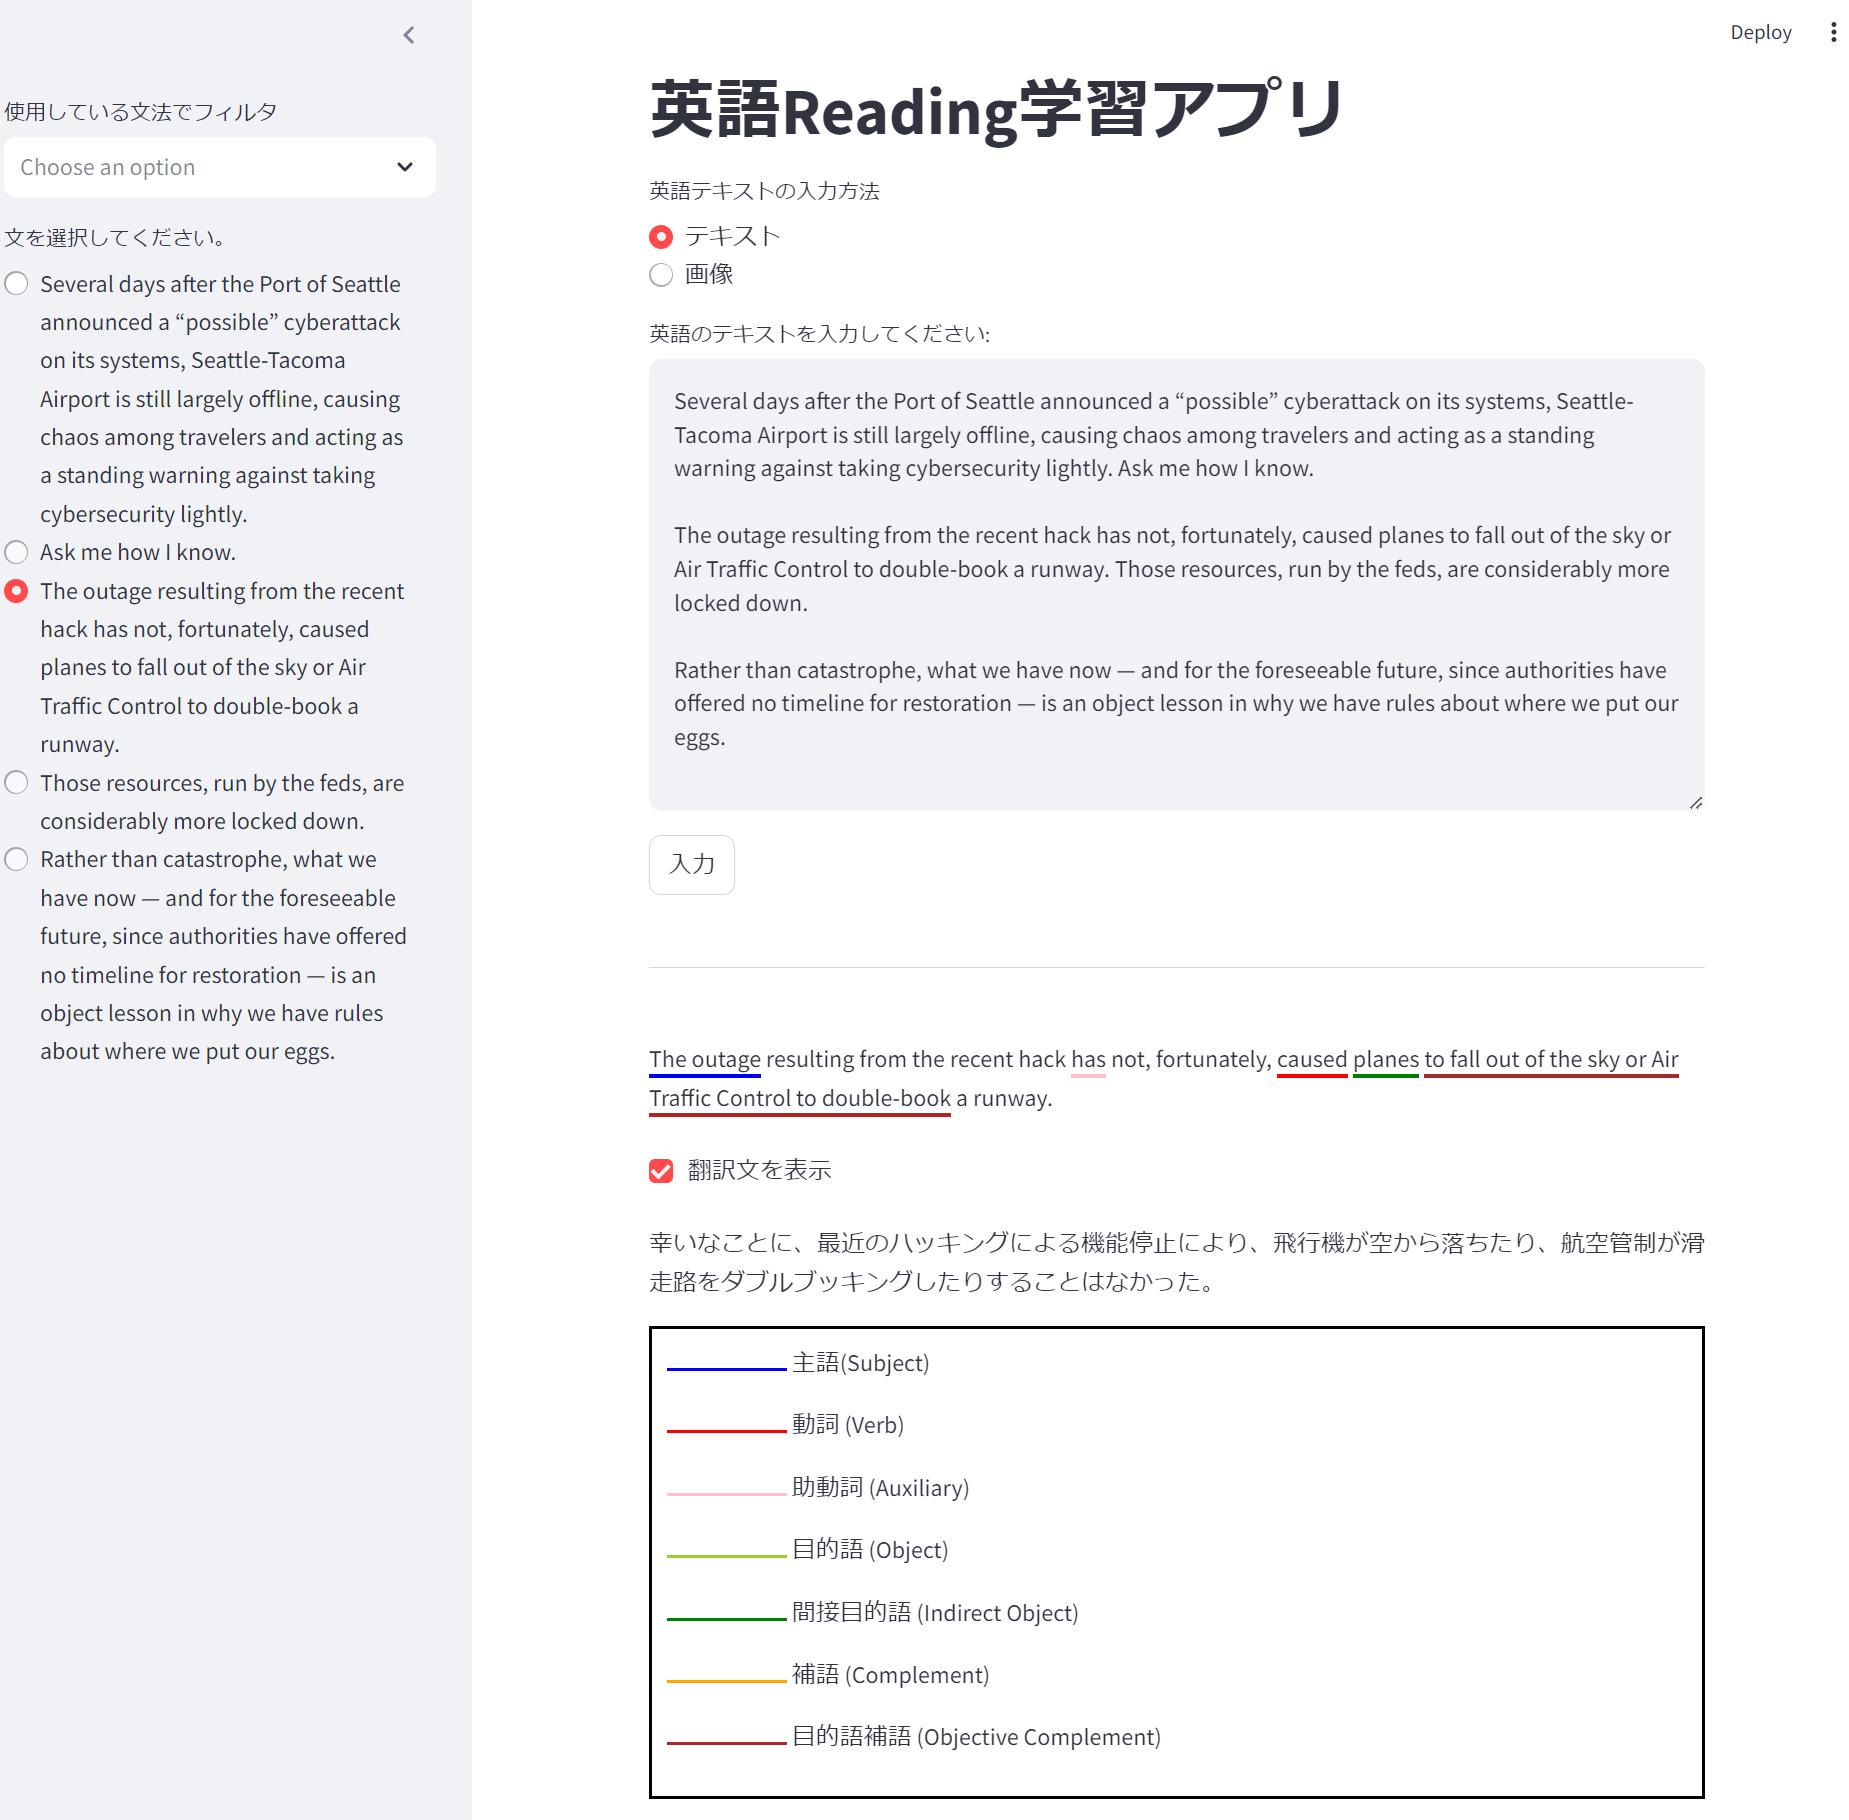 使用している文法でフィルタ
Choose an option
文を選択してください。
Several days after the Port of Seattle
announced a “possible” cyberattack
on its systems, Seattle-Tacoma
Airport is still largely offline, causing
chaos among travelers and acting as
a standing warning against taking
cybersecurity lightly.
Ask me how I know.
The outage resulting from the recent
hack has not, fortunately, caused
planes to fall out of the sky or Air
Traffic Control to double-book a
runway.
Those resources, run by the feds, are
considerably more locked down.
Rather than catastrophe, what we
have now — and for the foreseeable
future, since authorities have offered
no timeline for restoration — is an
object lesson in why we have rules
about where we put our eggs.
Deploy
英語Reading学習アプリ
英語テキストの入力方法
テキスト
画像
英語のテキストを入力してください:
Several days after the Port of Seattle announced a “possible” cyberattack on its systems, Seattle-
Tacoma Airport is still largely offline, causing chaos among travelers and acting as a standing
warning against taking cybersecurity lightly. Ask me how I know.
The outage resulting from the recent hack has not, fortunately, caused planes to fall out of the sky or
Air Traffic Control to double-book a runway. Those resources, run by the feds, are considerably more
locked down.
Rather than catastrophe, what we have now — and for the foreseeable future, since authorities have
offered no timeline for restoration — is an object lesson in why we have rules about where we put our
eggs.
入力
The outage resulting from the recent hack has not, fortunately, caused planes to fall out of the sky or Air
Traffic Control to double-book a runway.
翻訳文を表示
幸いなことに、最近のハッキングによる機能停止により、飛行機が空から落ちたり、航空管制が滑
走路をダブルブッキングしたりすることはなかった。
主語(Subject)
動詞 (Verb)
助動詞 (Auxiliary)
目的語 (Object)
間接目的語 (Indirect Object)
補語 (Complement)
目的語補語 (Objective Complement)